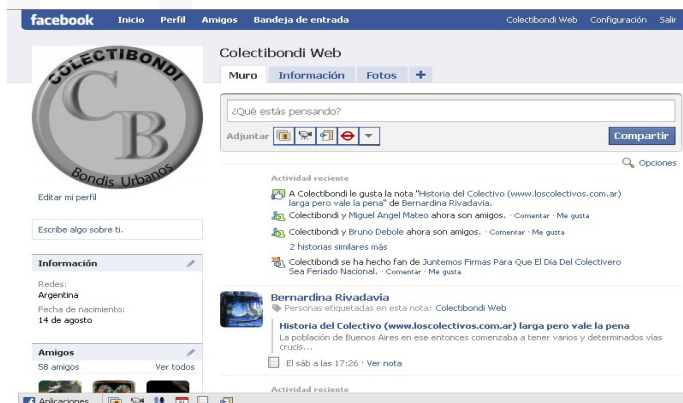 facebook Inicio Perfil Amigos Bandeja de entrada Colectibondi Web Configuración Salir
COLECTIBONDI
CB
Bondis Urbanos
Editar mi perfil
Escribe algo sobre ti.
Información
Redes:
Argentina
Fecha de nacimiento:
14 de agosto
Amigos
58 amigos Ver todos
Colectibondi Web
Muro Información Fotos +
¿Qué estás pensando?
Adjuntar Compartir
Opciones
Actividad reciente
A Colectibondi le gusta la nota "Historia del Colectivo (www.loscolectivos.com.ar)
larga pero vale la pena" de Bernardina Rivadavia.
Colectibondi y Miguel Angel Mateo ahora son amigos. · Comentar · Me gusta
Colectibondi y Bruno Debole ahora son amigos. · Comentar · Me gusta
2 historias similares más
Colectibondi se ha hecho fan de Juntemos Firmas Para Que El Dia Del Colectivero
Sea Feriado Nacional. · Comentar · Me gusta
Bernardina Rivadavia
Personas etiquetadas en esta nota: Colectibondi Web
Historia del Colectivo (www.loscolectivos.com.ar) larga pero vale la pena
La población de Buenos Aires en ese entonces comenzaba a tener varios y determinados vías
crucis...
El sáb a las 17:26 · Ver nota
Actividad reciente
Aplicaciones